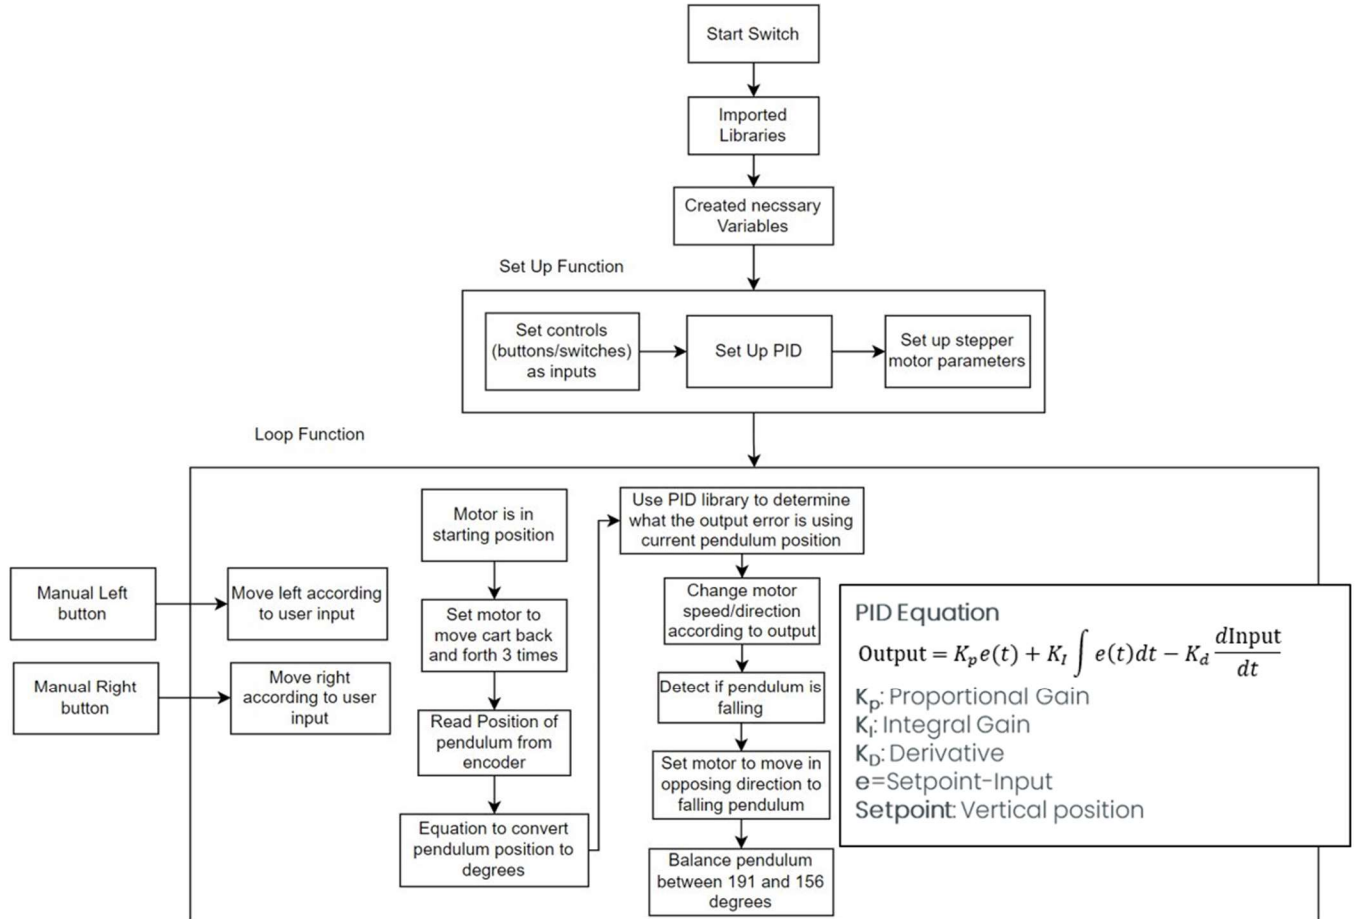 Start Switch
Imported
Libraries
Created necssary
Variables
Set Up Function
Set controls
(buttons/switches)
as inputs
Set Up PID
Set up stepper
motor parameters
Loop Function
Manual Left
button
Move left according
to user input
Manual Right
button
Move right
according to user
input
Motor is in
starting position
Set motor to
move cart back
and forth 3 times
Read Position of
pendulum from
encoder
Equation to convert
pendulum position to
degrees
Use PID library to determine
what the output error is using
current pendulum position
Change motor
speed/direction
according to output
Detect if pendulum is
falling
Set motor to move in
opposing direction to
falling pendulum
Balance pendulum
between 191 and 156
degrees
PID Equation
Output = Kₚe(t) + K_I ∫ e(t)dt − K_d dInput/dt
Kₚ: Proportional Gain
K_I: Integral Gain
K_D: Derivative
e=Setpoint-Input
Setpoint: Vertical position